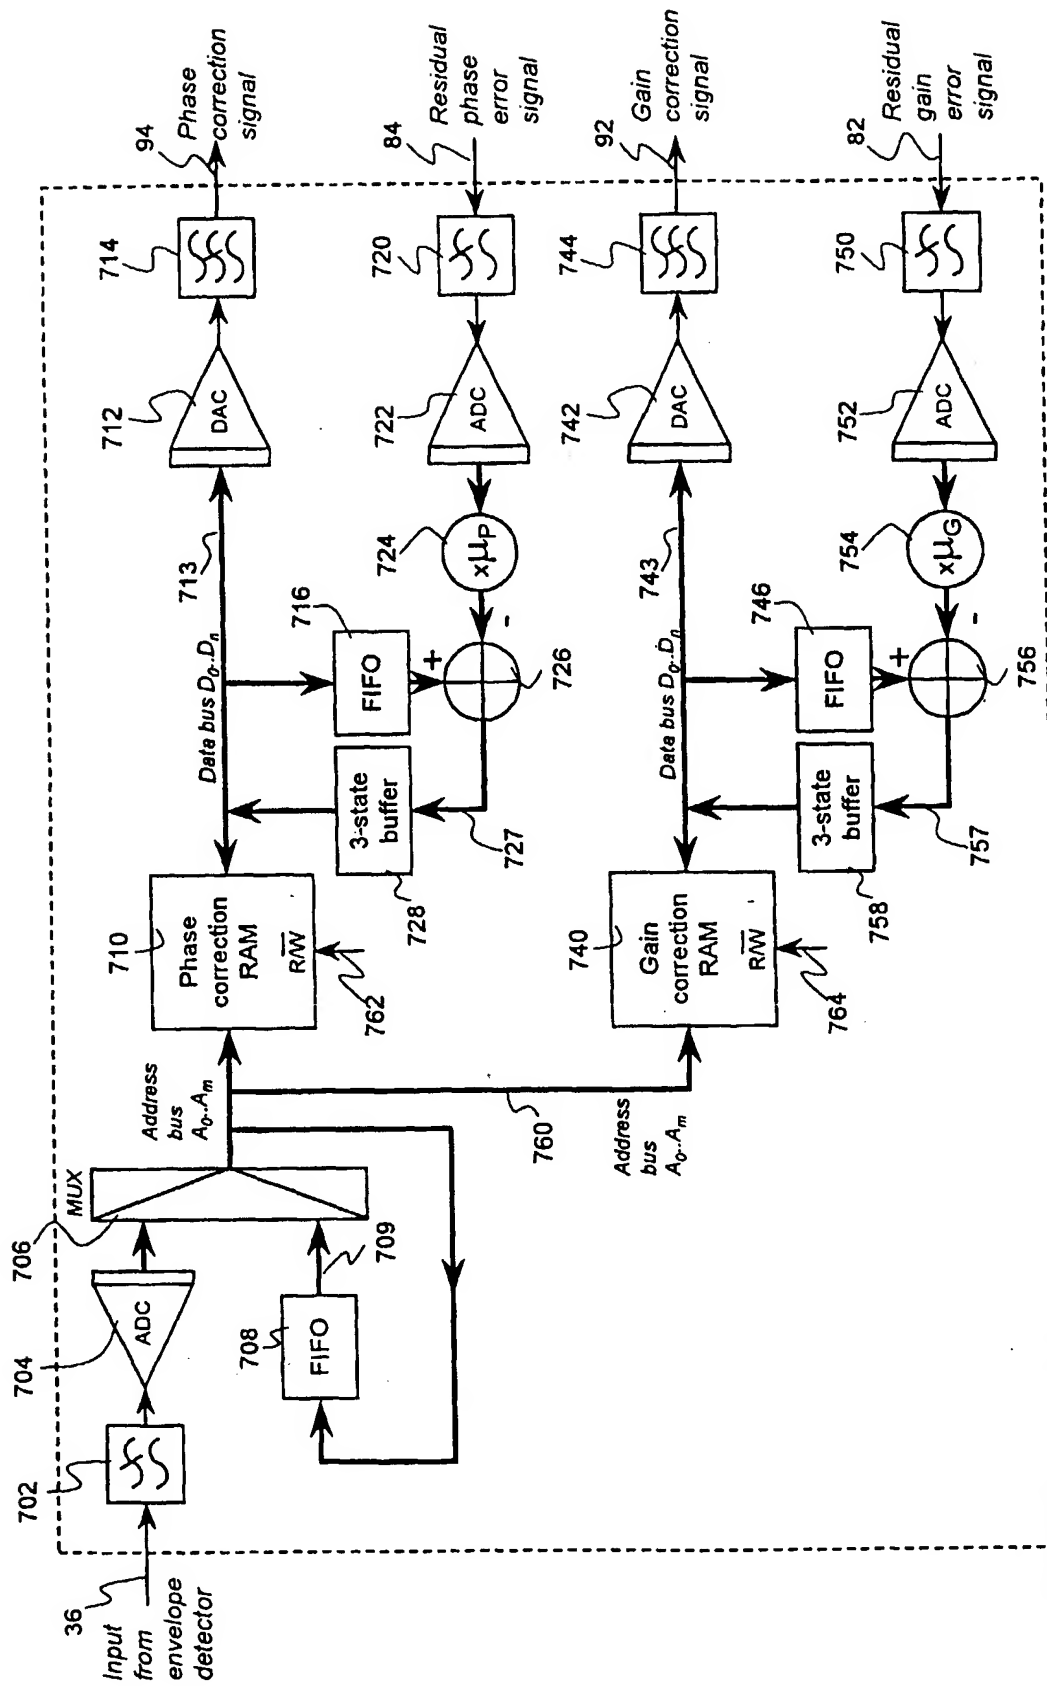 36
Input
from
envelope
detector
702
704
ADC
706
MUX
708
FIFO
709
Address
bus
A0..Am
760
Address
bus
A0..Am
710
Phase
correction
RAM
R/W̅
762
Data bus D0..Dn
713
712
DAC
714
94
Phase
correction
signal
716
FIFO
+
-
726
3-state
buffer
728
727
724
xμP
722
ADC
720
84
Residual
phase
error
signal
740
Gain
correction
RAM
R/W̅
764
Data bus D0..Dn
743
742
DAC
744
92
Gain
correction
signal
746
FIFO
+
-
756
3-state
buffer
758
757
754
xμG
752
ADC
750
82
Residual
gain
error
signal